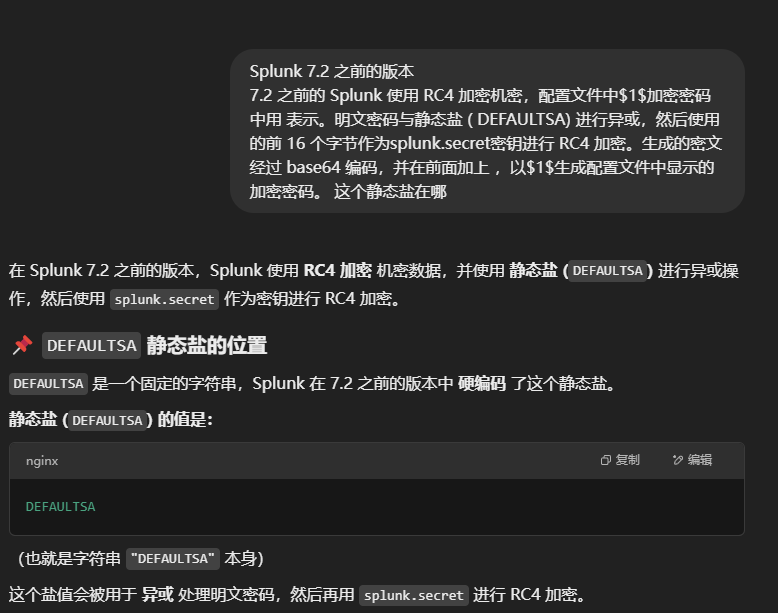 Splunk 7.2 之前的版本
7.2 之前的 Splunk 使用 RC4 加密机密，配置文件中$1$加密密码
中用 表示。明文密码与静态盐 ( DEFAULTSA) 进行异或，然后使用
的前 16 个字节作为splunk.secret密钥进行 RC4 加密。生成的密文
经过 base64 编码，并在前面加上 ，以$1$生成配置文件中显示的
加密密码。 这个静态盐在哪
在 Splunk 7.2 之前的版本，Splunk 使用 RC4 加密 机密数据，并使用 静态盐 (DEFAULTSA) 进行异或操
作，然后使用 splunk.secret 作为密钥进行 RC4 加密。
📌 DEFAULTSA 静态盐的位置
DEFAULTSA 是一个固定的字符串，Splunk 在 7.2 之前的版本中 硬编码 了这个静态盐。
静态盐 (DEFAULTSA) 的值是：
nginx 复制 编辑
DEFAULTSA
（也就是字符串 "DEFAULTSA" 本身）
这个盐值会被用于 异或 处理明文密码，然后再用 splunk.secret 进行 RC4 加密。